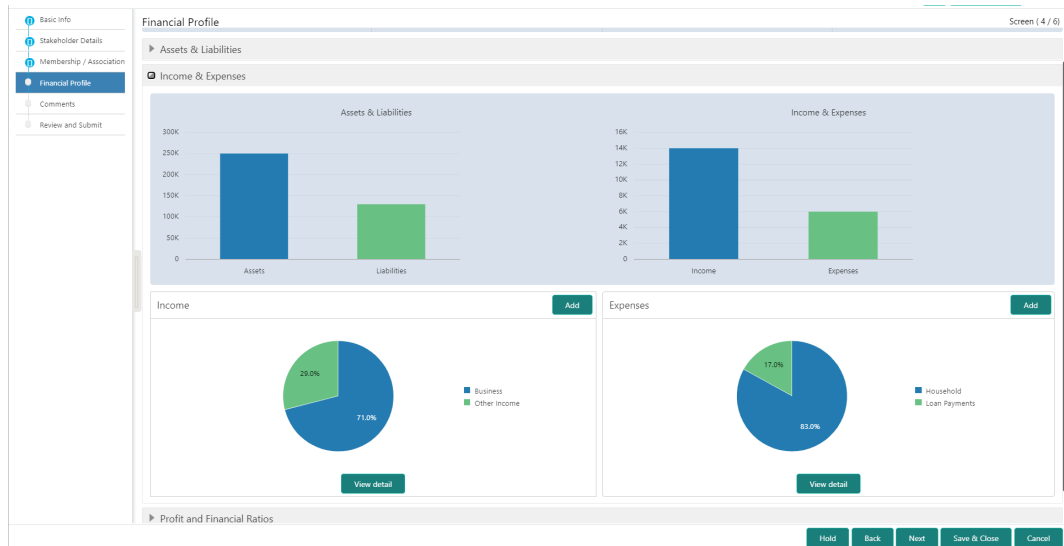 Basic Info
Stakeholder Details
Membership / Association
Financial Profile
Comments
Review and Submit
Financial Profile
Screen ( 4 / 6)
Assets & Liabilities
Income & Expenses
Assets & Liabilities
300K
250K
200K
150K
100K
50K
0
Assets
Liabilities
Income & Expenses
16K
14K
12K
10K
8K
6K
4K
2K
0
Income
Expenses
Income
Add
29.0%
71.0%
Business
Other Income
View detail
Expenses
Add
17.0%
83.0%
Household
Loan Payments
View detail
Profit and Financial Ratios
Hold
Back
Next
Save & Close
Cancel